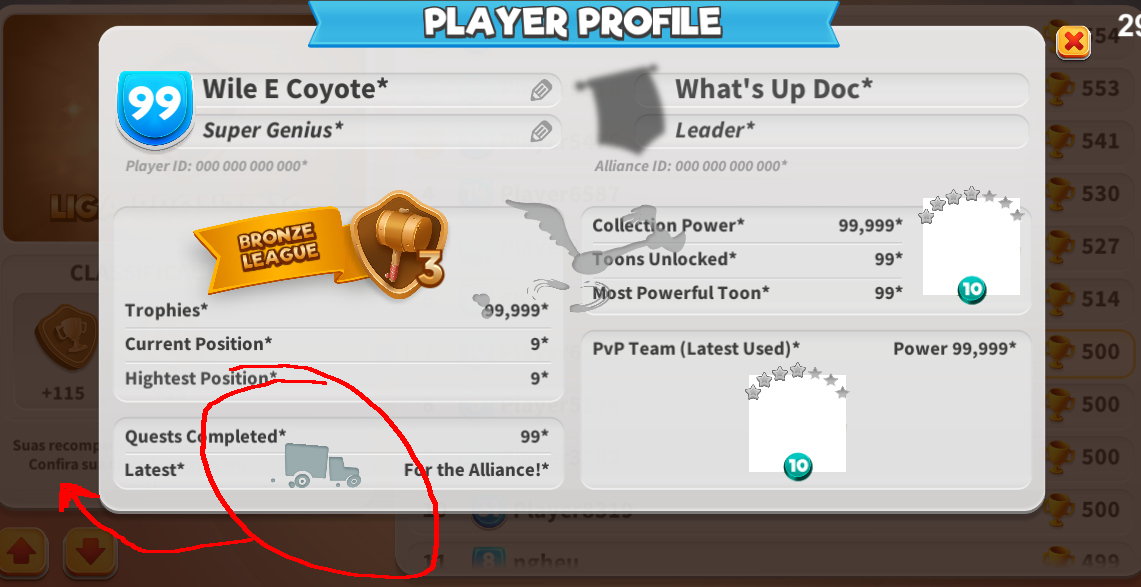 PLAYER PROFILE
29
99
Wile E Coyote*
Super Genius*
Player ID: 000 000 000 000*
What's Up Doc*
Leader*
Alliance ID: 000 000 000 000*
BRONZE
LEAGUE
3
Trophies* 99,999*
Current Position* 9*
Hightest Position* 9*
Quests Completed* 99*
Latest* For the Alliance!*
Collection Power* 99,999*
Toons Unlocked* 99*
Most Powerful Toon* 99*
10
PvP Team (Latest Used)* Power 99,999*
10
LIG
CLA
+115
Suas recomp
Confira su
553
541
530
527
514
500
500
500
500
499
11 8 ngheu